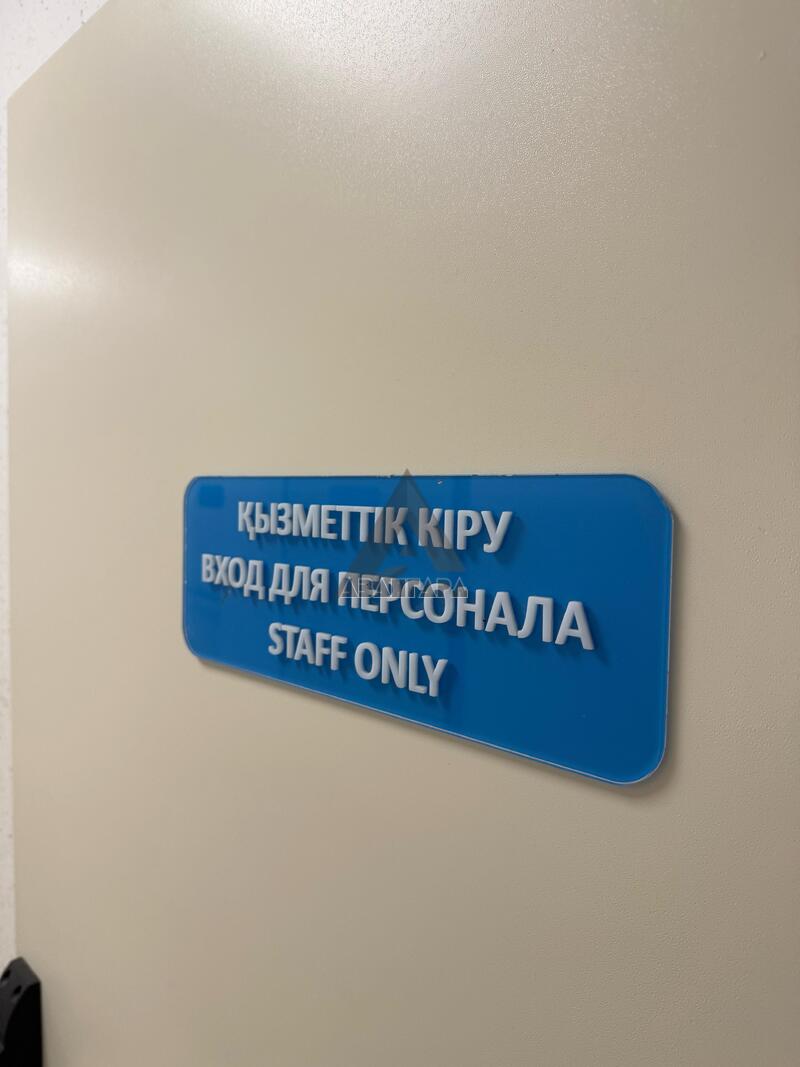 ҚЫЗМЕТТІК КІРУ
ВХОД ДЛЯ ПЕРСОНАЛА
STAFF ONLY